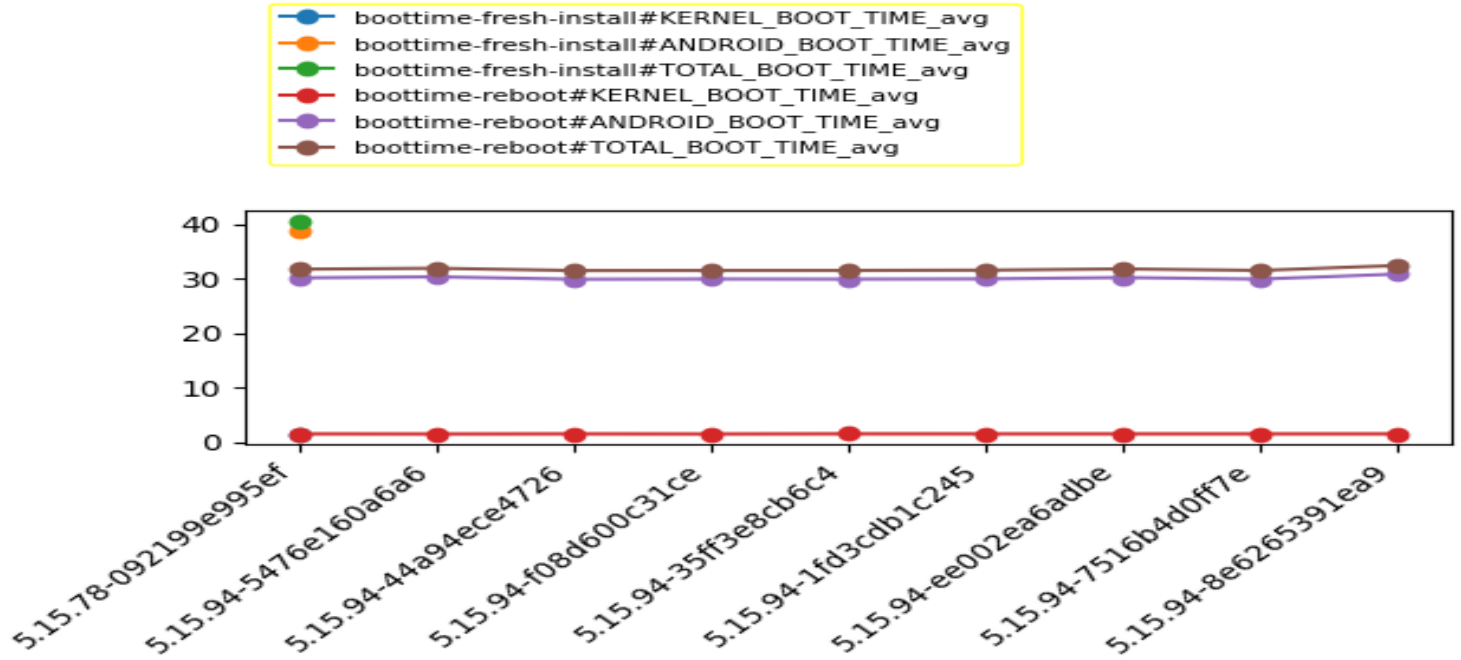 boottime-fresh-install#KERNEL_BOOT_TIME_avg
boottime-fresh-install#ANDROID_BOOT_TIME_avg
boottime-fresh-install#TOTAL_BOOT_TIME_avg
boottime-reboot#KERNEL_BOOT_TIME_avg
boottime-reboot#ANDROID_BOOT_TIME_avg
boottime-reboot#TOTAL_BOOT_TIME_avg
40
30
20
10
0
5.15.78-092199e995ef
5.15.94-5476e160a6a6
5.15.94-44a94ece4726
5.15.94-f08d600c31ce
5.15.94-35ff3e8cb6c4
5.15.94-1fd3cdb1c245
5.15.94-ee002ea6adbe
5.15.94-7516b4d0ff7e
5.15.94-8e6265391ea9